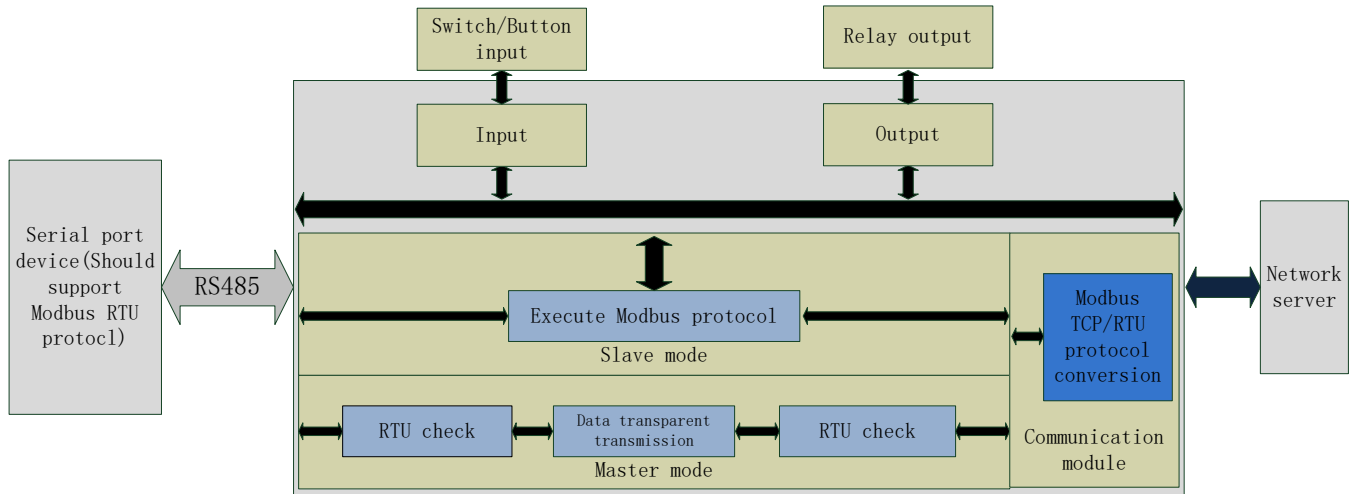 Switch/Button
input
Relay output
Input
Output
Serial port
device(Should
support
Modbus RTU
protocl)
RS485
Execute Modbus protocol
Slave mode
Modbus
TCP/RTU
protocol
conversion
Network
server
RTU check
Data transparent
transmission
RTU check
Master mode
Communication
module